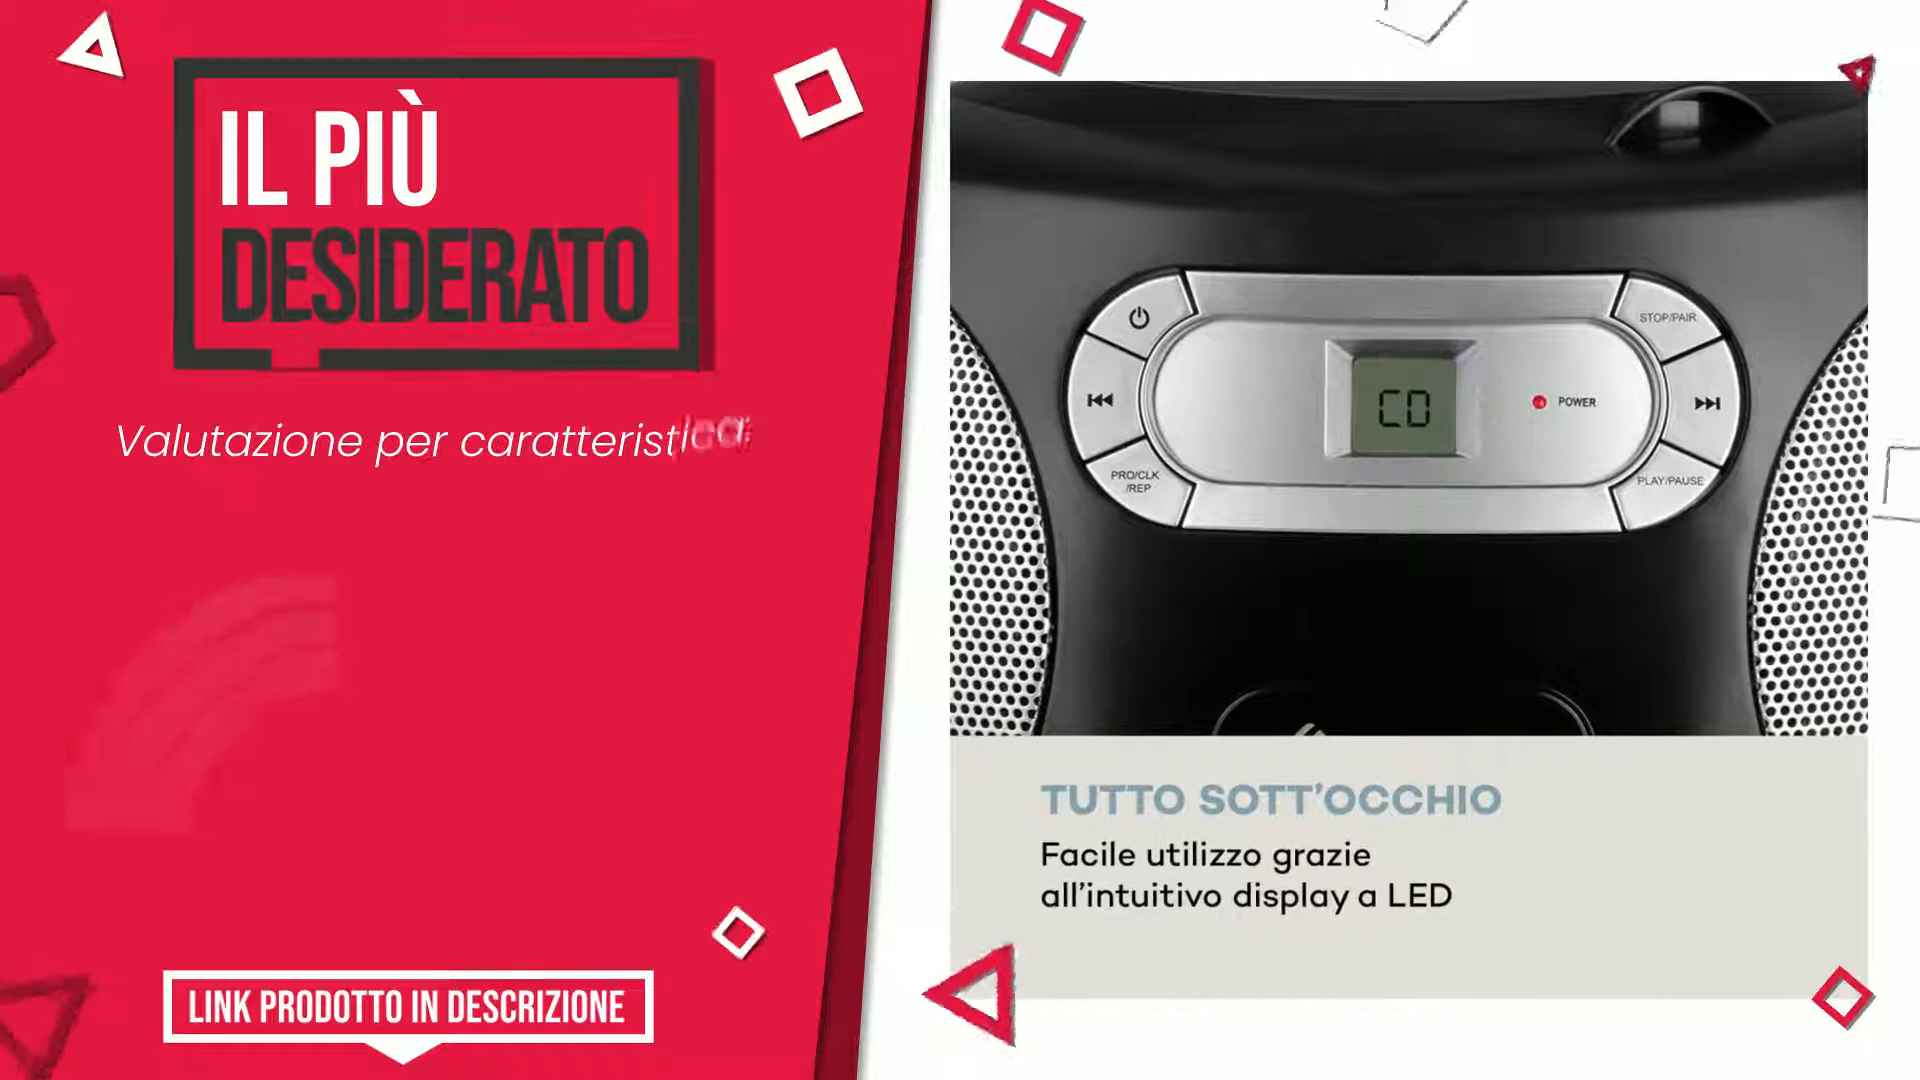 IL PIÙ
DESIDERATO
Valutazione per caratteristica:
LINK PRODOTTO IN DESCRIZIONE
STOP/PAIR
CD
POWER
PRO/CLK
/REP
PLAY/PAUSE
TUTTO SOTT'OCCHIO
Facile utilizzo grazie
all'intuitivo display a LED